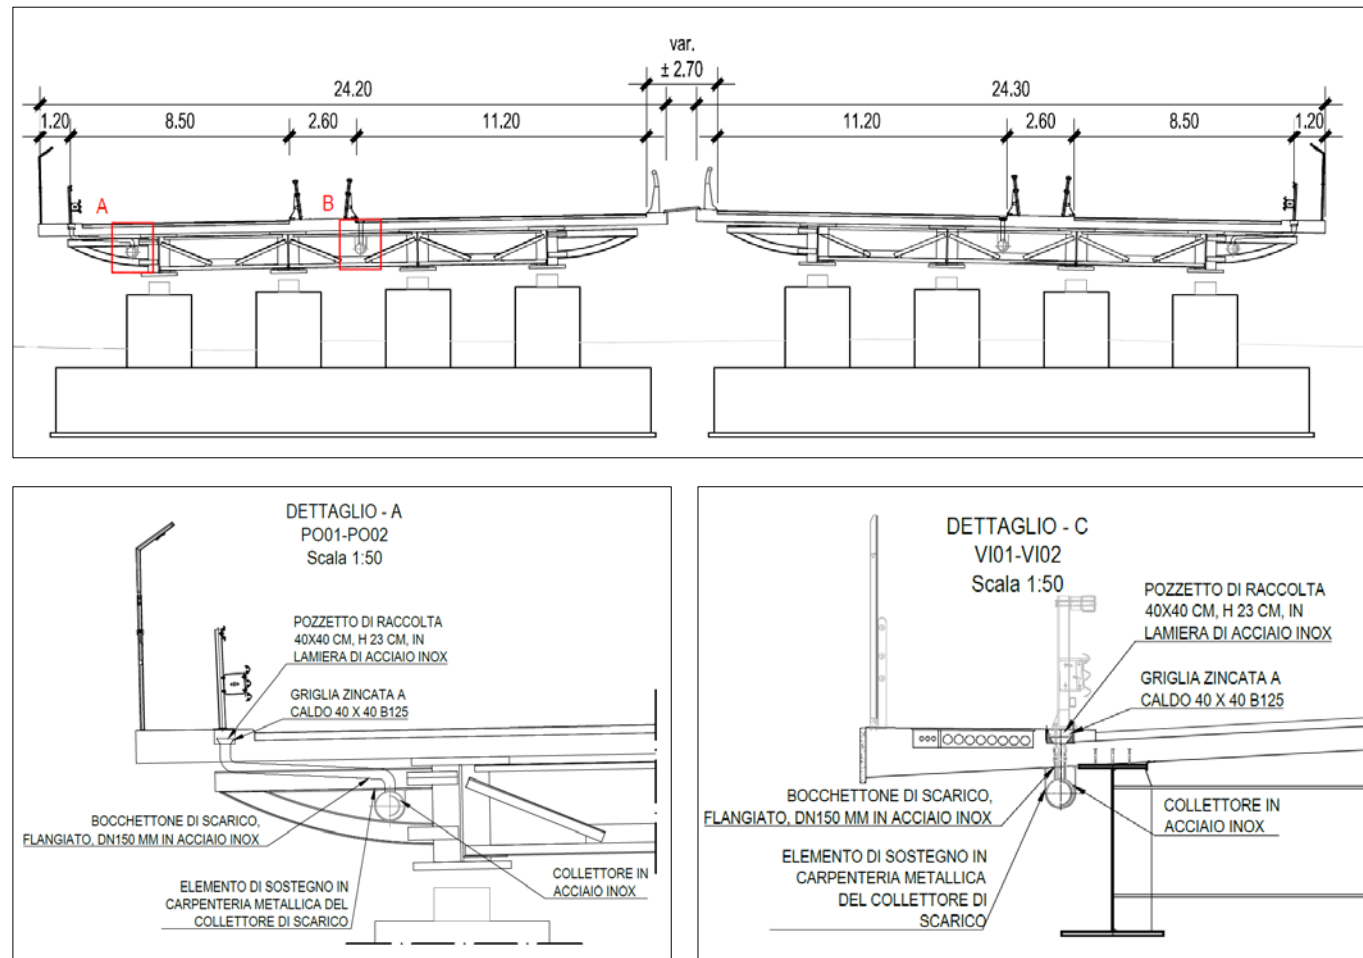 var.
± 2.70
24.20
24.30
1.20
8.50
2.60
11.20
11.20
2.60
8.50
1.20
A
B
DETTAGLIO - A
PO01-PO02
Scala 1:50
POZZETTO DI RACCOLTA
40X40 CM, H 23 CM, IN
LAMIERA DI ACCIAIO INOX
GRIGLIA ZINCATA A
CALDO 40 X 40 B125
BOCCHETTONE DI SCARICO,
FLANGIATO, DN150 MM IN ACCIAIO INOX
ELEMENTO DI SOSTEGNO IN
CARPENTERIA METALLICA DEL
COLLETTORE DI SCARICO
COLLETTORE IN
ACCIAIO INOX
DETTAGLIO - C
VI01-VI02
Scala 1:50
POZZETTO DI RACCOLTA
40X40 CM, H 23 CM, IN
LAMIERA DI ACCIAIO INOX
GRIGLIA ZINCATA A
CALDO 40 X 40 B125
BOCCHETTONE DI SCARICO,
FLANGIATO, DN150 MM IN ACCIAIO INOX
COLLETTORE IN
ACCIAIO INOX
ELEMENTO DI SOSTEGNO IN
CARPENTERIA METALLICA
DEL COLLETTORE DI
SCARICO